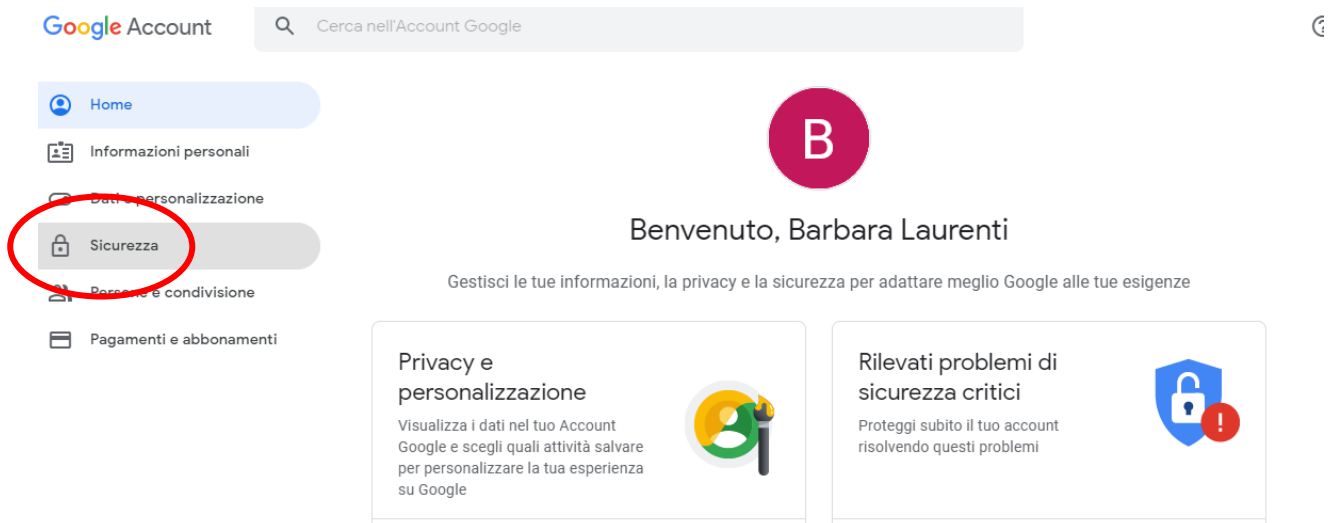 Google Account
Cerca nell'Account Google
Home
Informazioni personali
Dati e personalizzazione
Sicurezza
Persone e condivisione
Pagamenti e abbonamenti
B
Benvenuto, Barbara Laurenti
Gestisci le tue informazioni, la privacy e la sicurezza per adattare meglio Google alle tue esigenze
Privacy e
personalizzazione
Visualizza i dati nel tuo Account
Google e scegli quali attività salvare
per personalizzare la tua esperienza
su Google
Rilevati problemi di
sicurezza critici
Proteggi subito il tuo account
risolvendo questi problemi